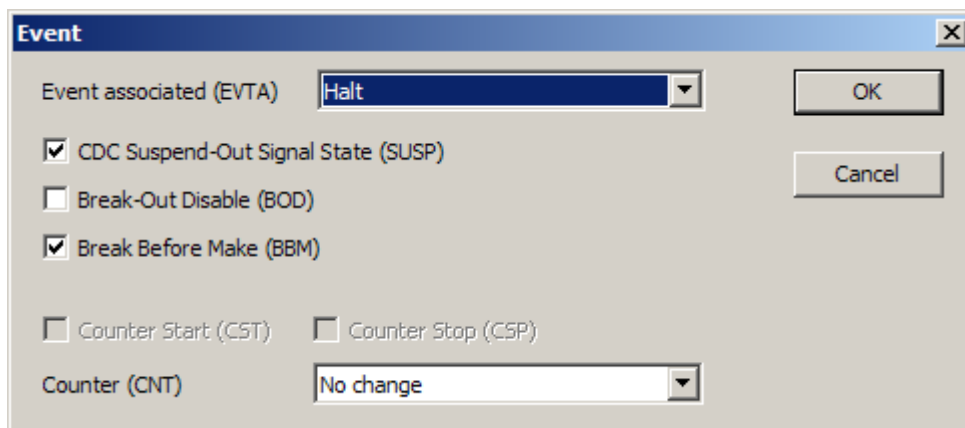 Event
Event associated (EVTA) Halt OK
CDC Suspend-Out Signal State (SUSP)
Cancel
Break-Out Disable (BOD)
Break Before Make (BBM)
Counter Start (CST) Counter Stop (CSP)
Counter (CNT) No change